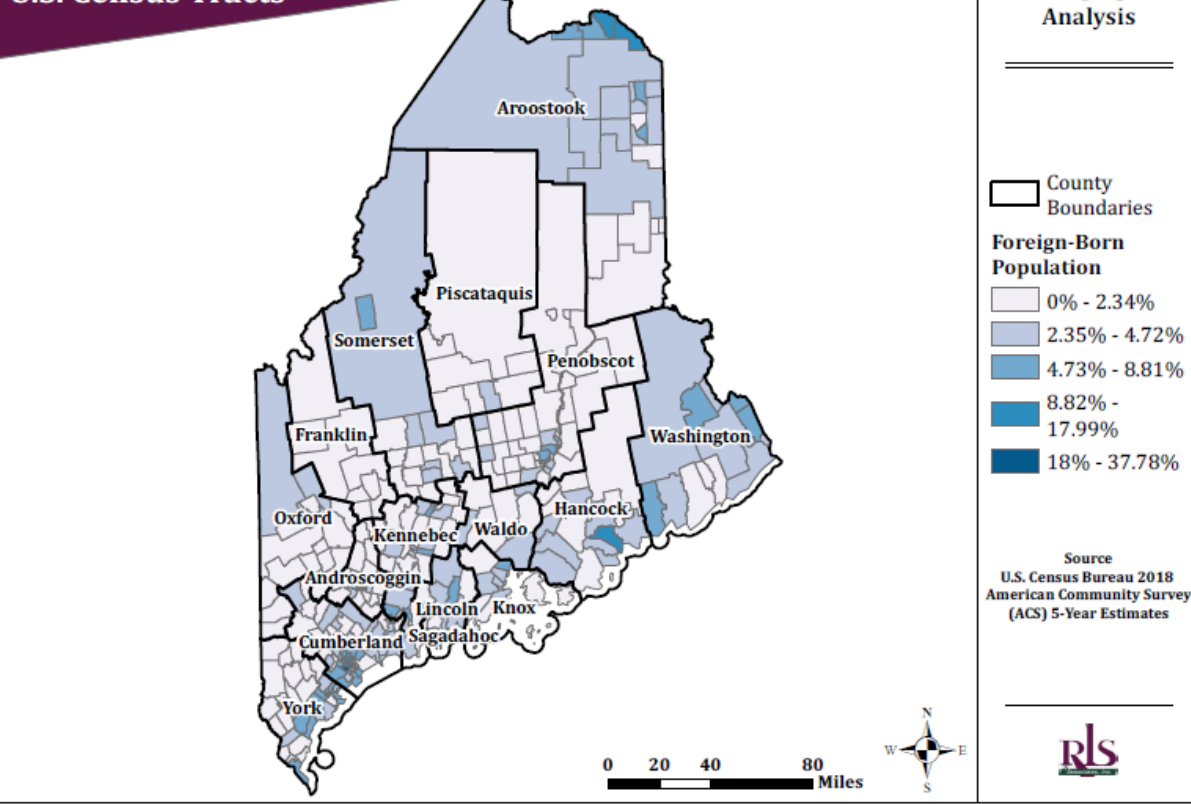 U.S. Census Tracts
Analysis
County
Boundaries
Foreign-Born
Population
0% - 2.34%
2.35% - 4.72%
4.73% - 8.81%
8.82% -
17.99%
18% - 37.78%
Source
U.S. Census Bureau 2018
American Community Survey
(ACS) 5-Year Estimates
Aroostook
Piscataquis
Somerset
Penobscot
Franklin
Washington
Oxford
Hancock
Kennebec
Waldo
Androscoggin
Lincoln
Knox
Sagadahoc
Cumberland
York
N
W
E
S
0 20 40 80
Miles
RLS